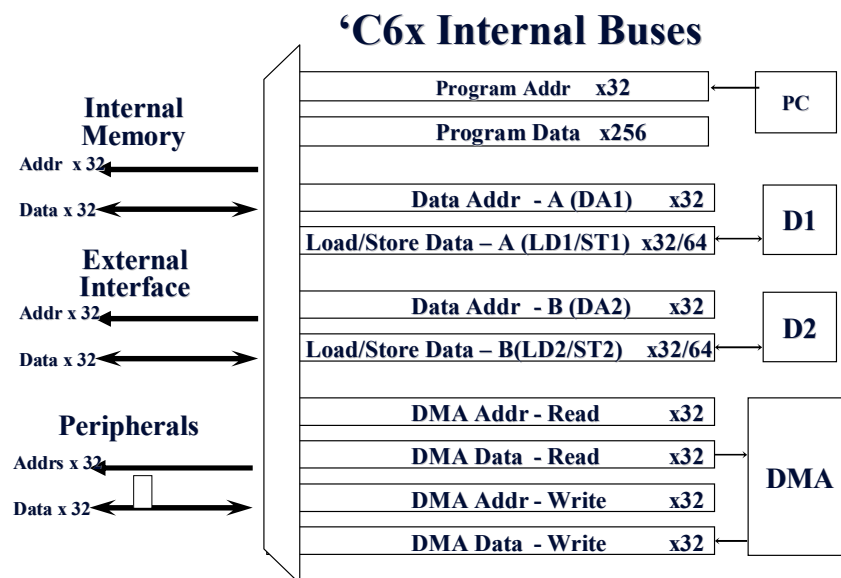 ‘C6x Internal Buses
Internal
Memory
Addr x 32
Data x 32
External
Interface
Addr x 32
Data x 32
Peripherals
Addrs x 32
Data x 32
Program Addr x32
Program Data x256
Data Addr - A (DA1) x32
Load/Store Data – A (LD1/ST1) x32/64
Data Addr - B (DA2) x32
Load/Store Data – B(LD2/ST2) x32/64
DMA Addr - Read x32
DMA Data - Read x32
DMA Addr - Write x32
DMA Data - Write x32
PC
D1
D2
DMA